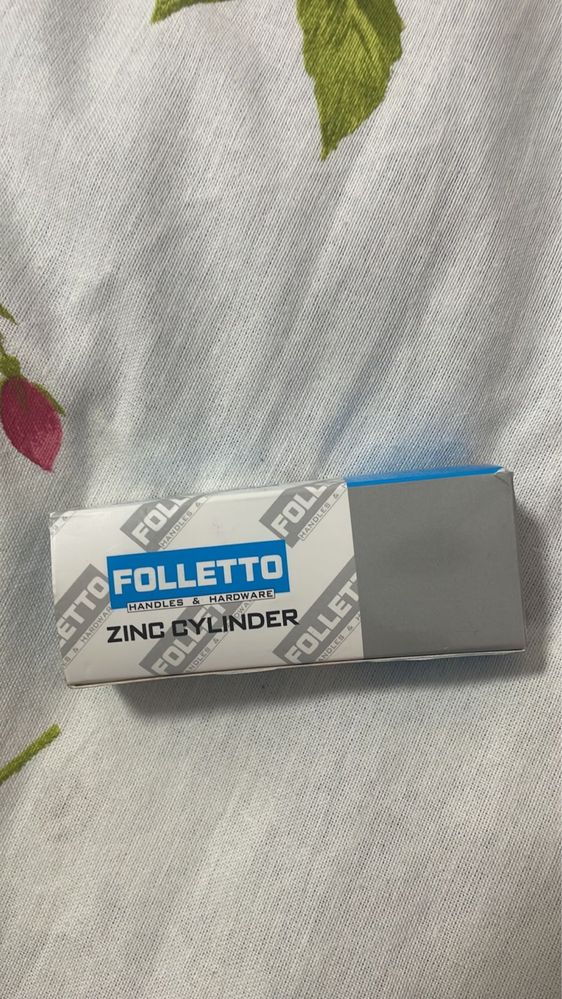 FOLLETTO
HANDLES & HARDWARE
ZINC CYLINDER